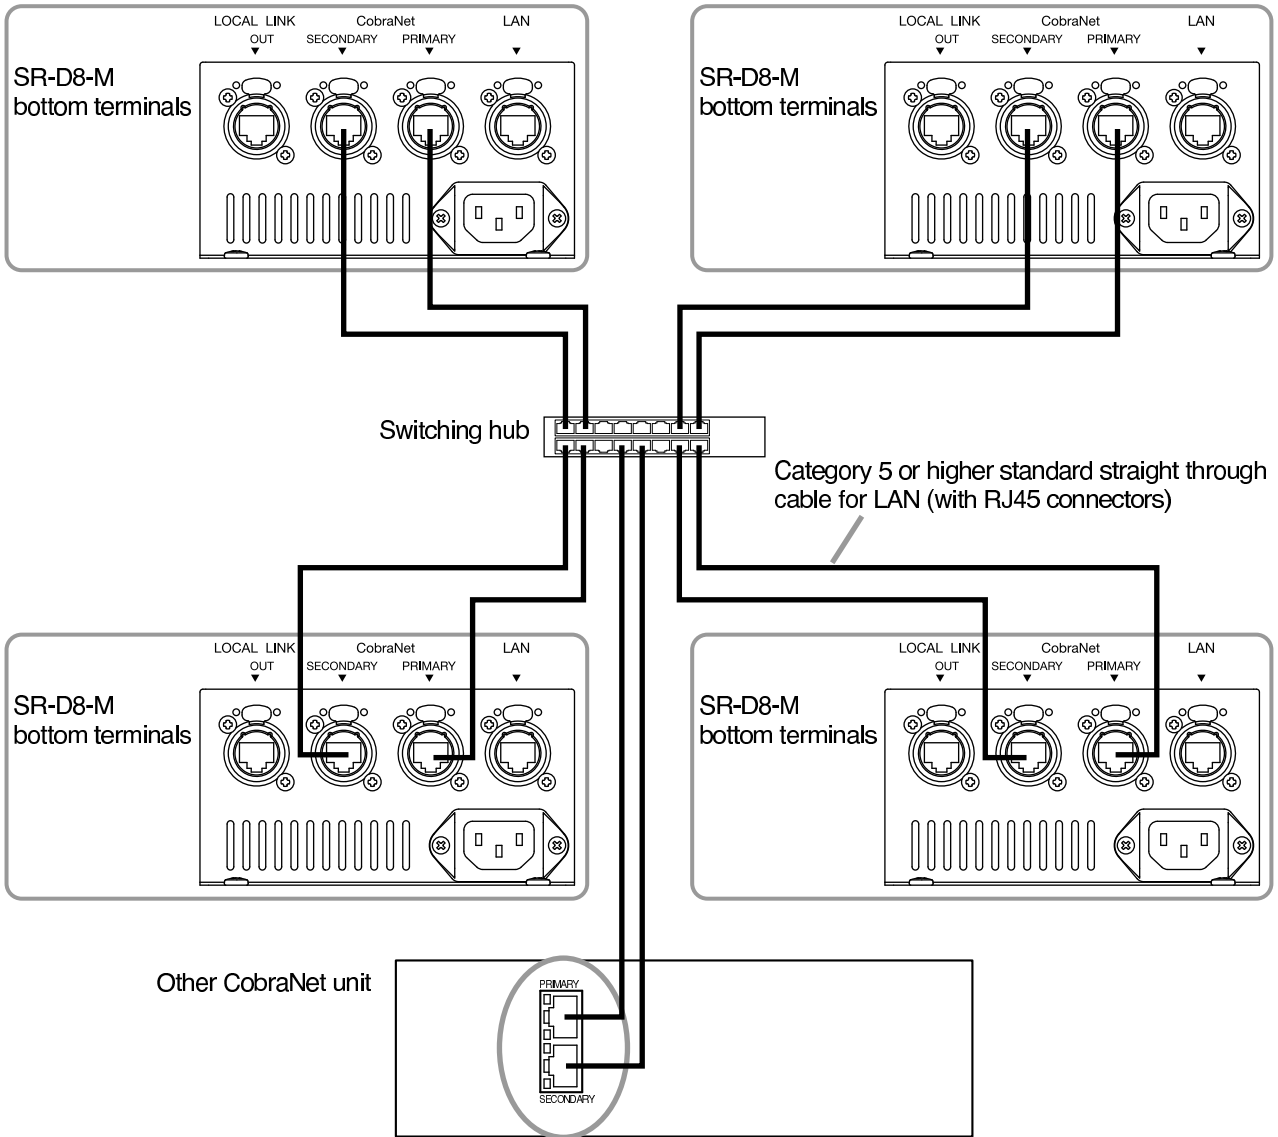 LOCAL LINK CobraNet LAN
OUT SECONDARY PRIMARY
SR-D8-M
bottom terminals
LOCAL LINK CobraNet LAN
OUT SECONDARY PRIMARY
SR-D8-M
bottom terminals
Switching hub
Category 5 or higher standard straight through
cable for LAN (with RJ45 connectors)
LOCAL LINK CobraNet LAN
OUT SECONDARY PRIMARY
SR-D8-M
bottom terminals
LOCAL LINK CobraNet LAN
OUT SECONDARY PRIMARY
SR-D8-M
bottom terminals
Other CobraNet unit
PRIMARY
SECONDARY